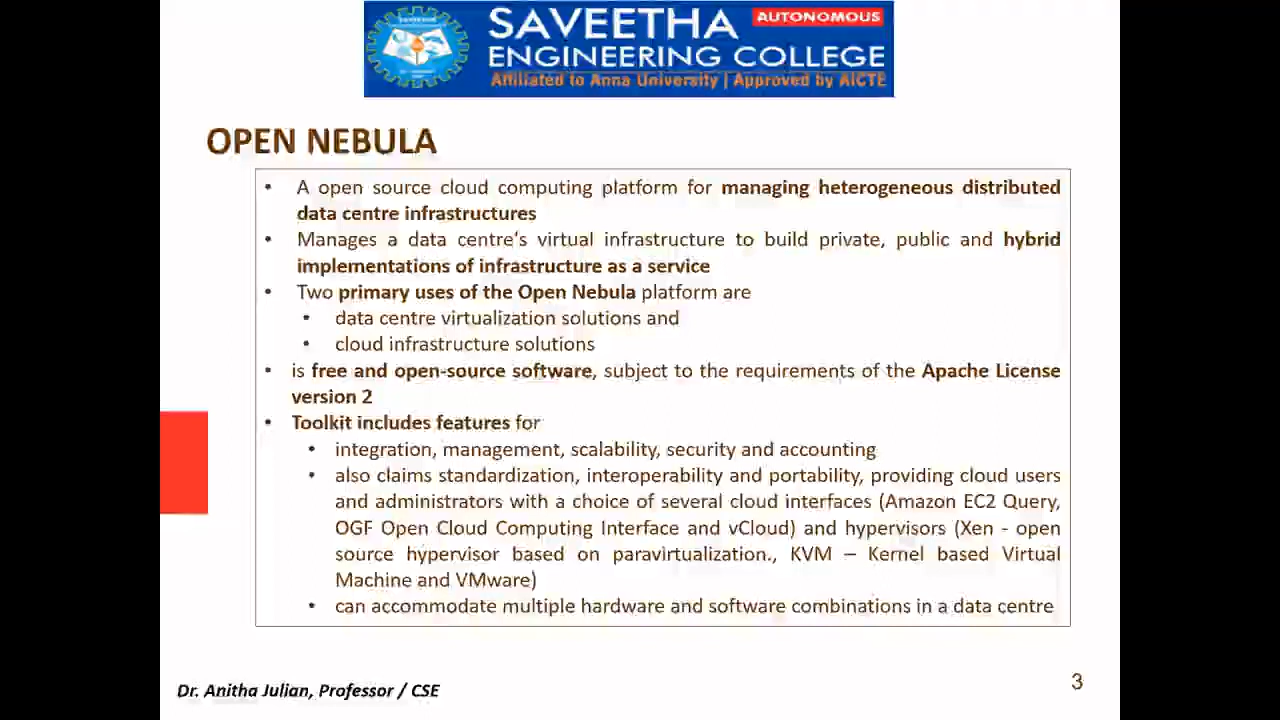 SAVEETHA AUTONOMOUS
ENGINEERING COLLEGE
Affiliated to Anna University | Approved by AICTE
OPEN NEBULA
• A open source cloud computing platform for managing heterogeneous distributed
data centre infrastructures
• Manages a data centre's virtual infrastructure to build private, public and hybrid
implementations of infrastructure as a service
• Two primary uses of the Open Nebula platform are
• data centre virtualization solutions and
• cloud infrastructure solutions
• is free and open-source software, subject to the requirements of the Apache License
version 2
• Toolkit includes features for
• integration, management, scalability, security and accounting
• also claims standardization, interoperability and portability, providing cloud users
and administrators with a choice of several cloud interfaces (Amazon EC2 Query,
OGF Open Cloud Computing Interface and vCloud) and hypervisors (Xen - open
source hypervisor based on paravirtualization., KVM – Kernel based Virtual
Machine and VMware)
• can accommodate multiple hardware and software combinations in a data centre
Dr. Anitha Julian, Professor / CSE
3